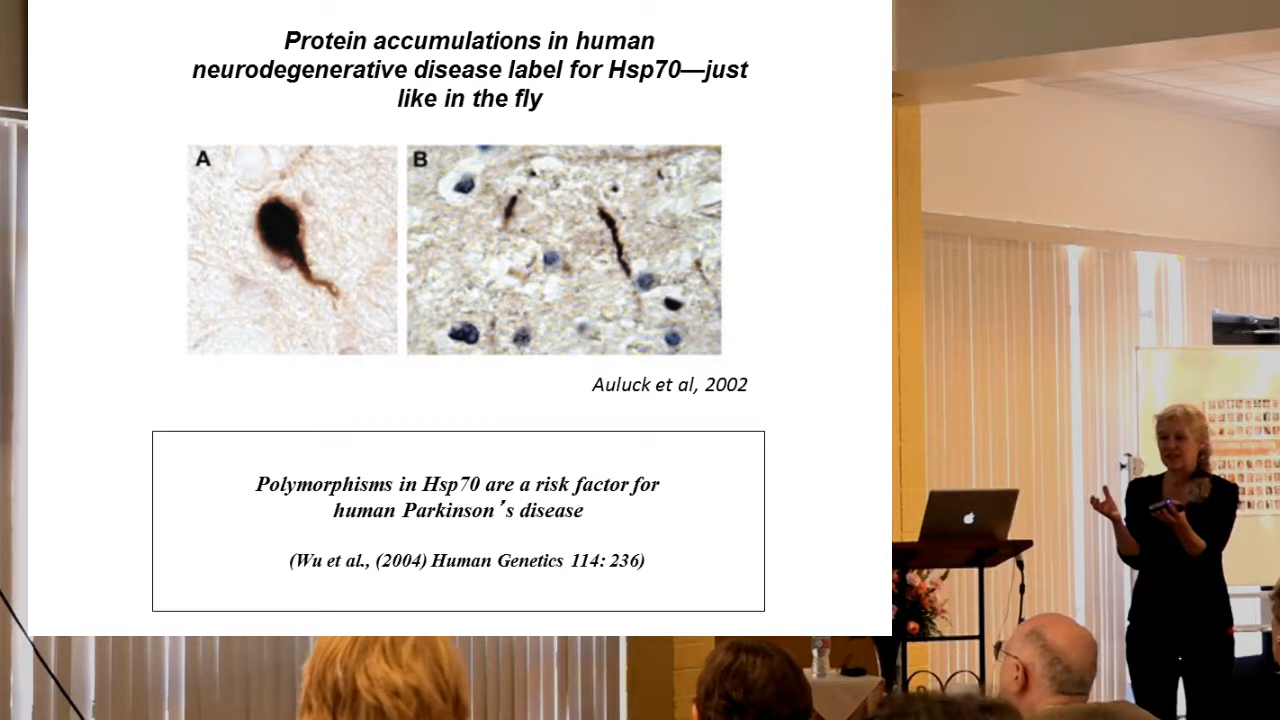 Protein accumulations in human
neurodegenerative disease label for Hsp70—just
like in the fly
A
B
Auluck et al, 2002
Polymorphisms in Hsp70 are a risk factor for
human Parkinson's disease
(Wu et al., (2004) Human Genetics 114: 236)